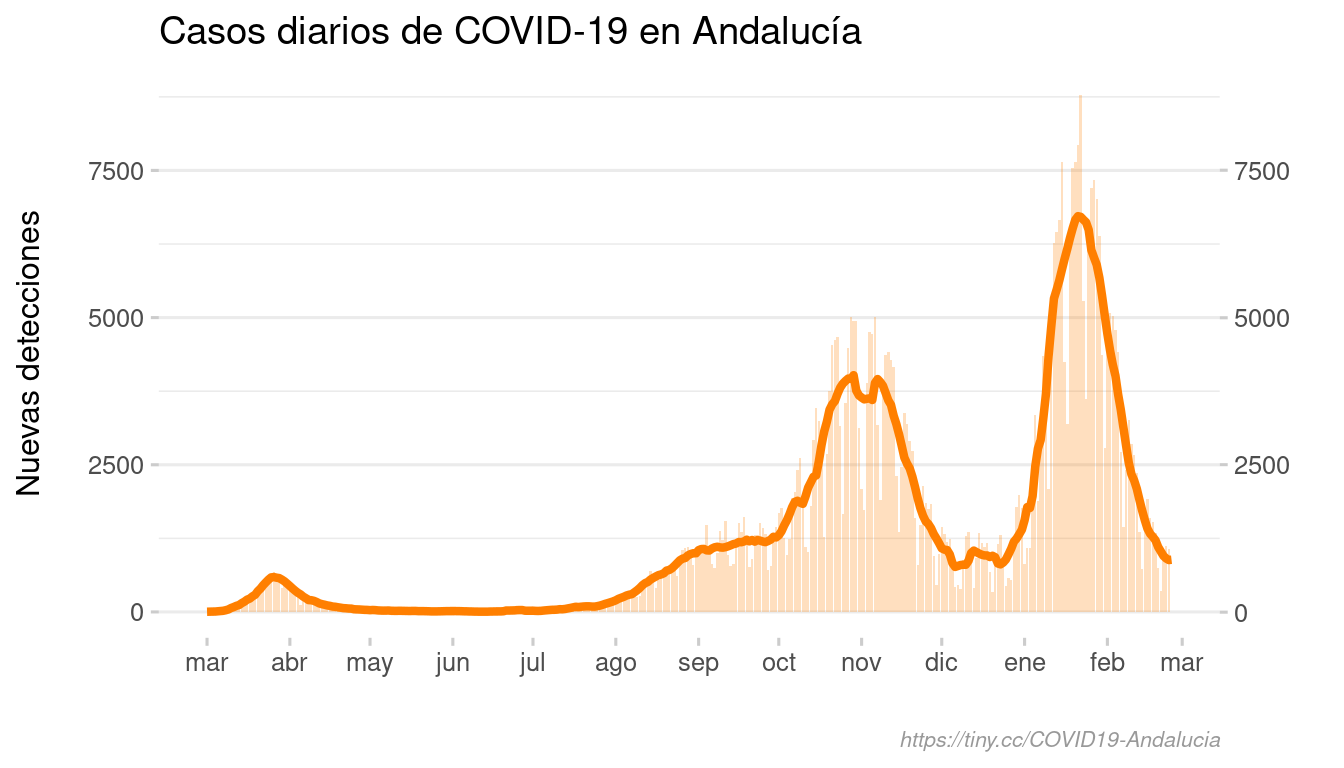 Casos diarios de COVID-19 en Andalucía
Nuevas detecciones
7500
5000
2500
0
7500
5000
2500
0
mar abr may jun jul ago sep oct nov dic ene feb mar
https://tiny.cc/COVID19-Andalucia